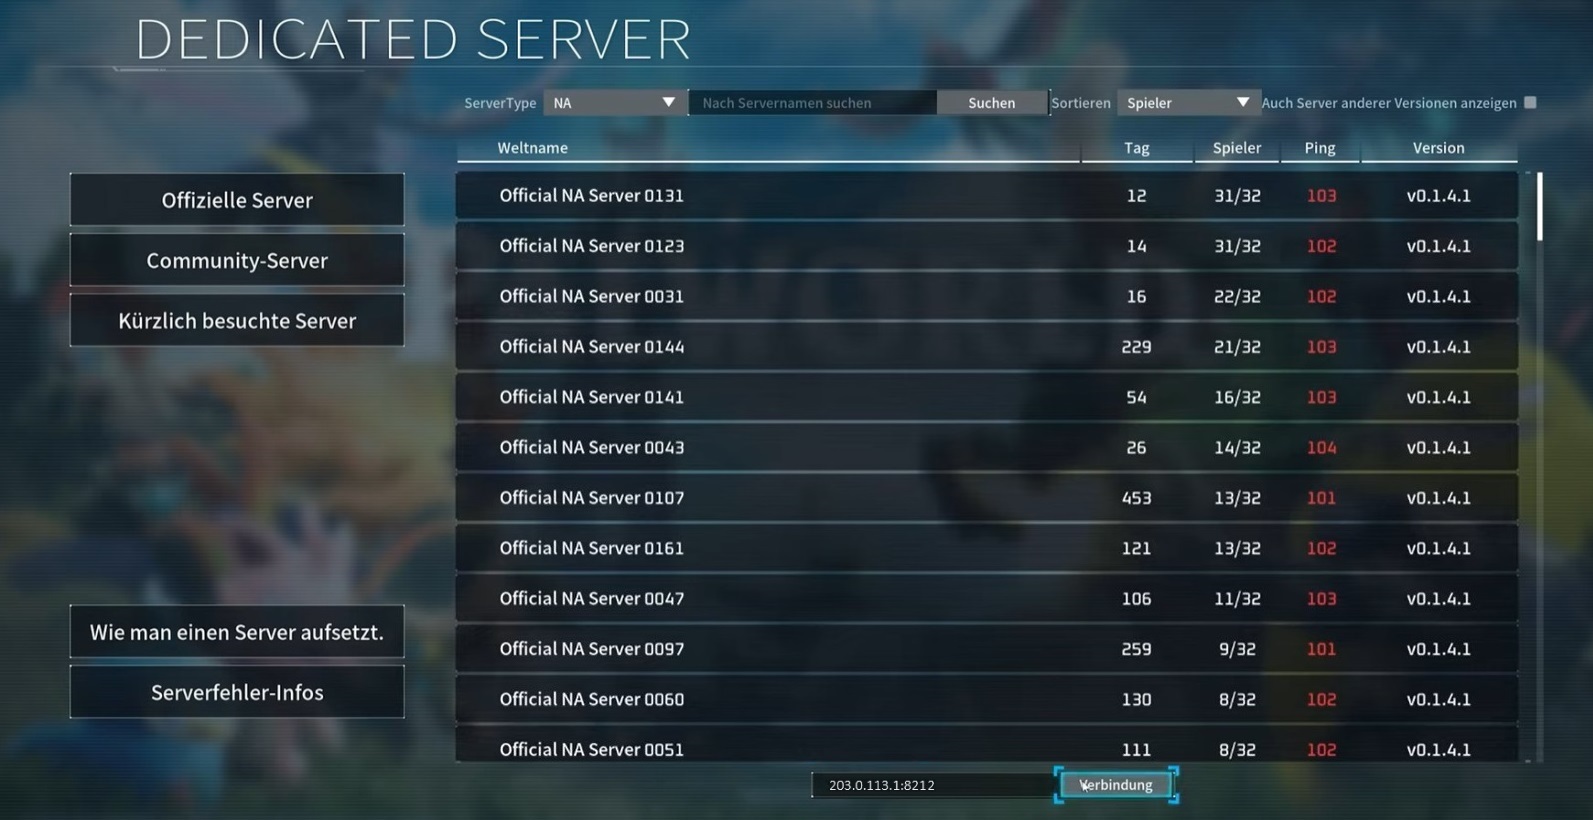 DEDICATED SERVER
ServerType NA Nach Servernamen suchen Suchen Sortieren Spieler Auch Server anderer Versionen anzeigen
Weltname Tag Spieler Ping Version
Offizielle Server
Community-Server
Kürzlich besuchte Server
Wie man einen Server aufsetzt.
Serverfehler-Infos
Official NA Server 0131 12 31/32 103 v0.1.4.1
Official NA Server 0123 14 31/32 102 v0.1.4.1
Official NA Server 0031 16 22/32 102 v0.1.4.1
Official NA Server 0144 229 21/32 103 v0.1.4.1
Official NA Server 0141 54 16/32 103 v0.1.4.1
Official NA Server 0043 26 14/32 104 v0.1.4.1
Official NA Server 0107 453 13/32 101 v0.1.4.1
Official NA Server 0161 121 13/32 102 v0.1.4.1
Official NA Server 0047 106 11/32 103 v0.1.4.1
Official NA Server 0097 259 9/32 101 v0.1.4.1
Official NA Server 0060 130 8/32 102 v0.1.4.1
Official NA Server 0051 111 8/32 102 v0.1.4.1
203.0.113.1:8212 Verbindung